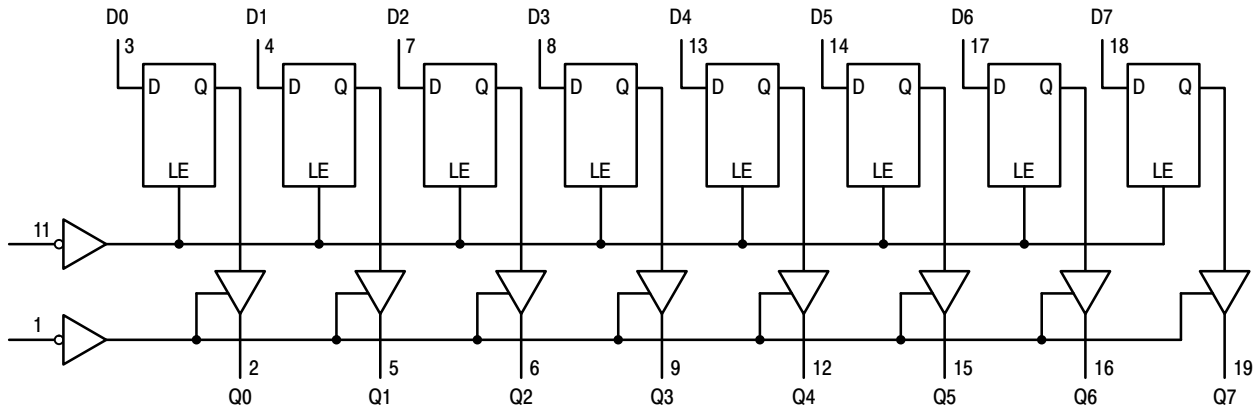 D0 D1 D2 D3 D4 D5 D6 D7
3 4 7 8 13 14 17 18
D Q D Q D Q D Q D Q D Q D Q D Q
LE LE LE LE LE LE LE LE
11
1
2 5 6 9 12 15 16 19
Q0 Q1 Q2 Q3 Q4 Q5 Q6 Q7